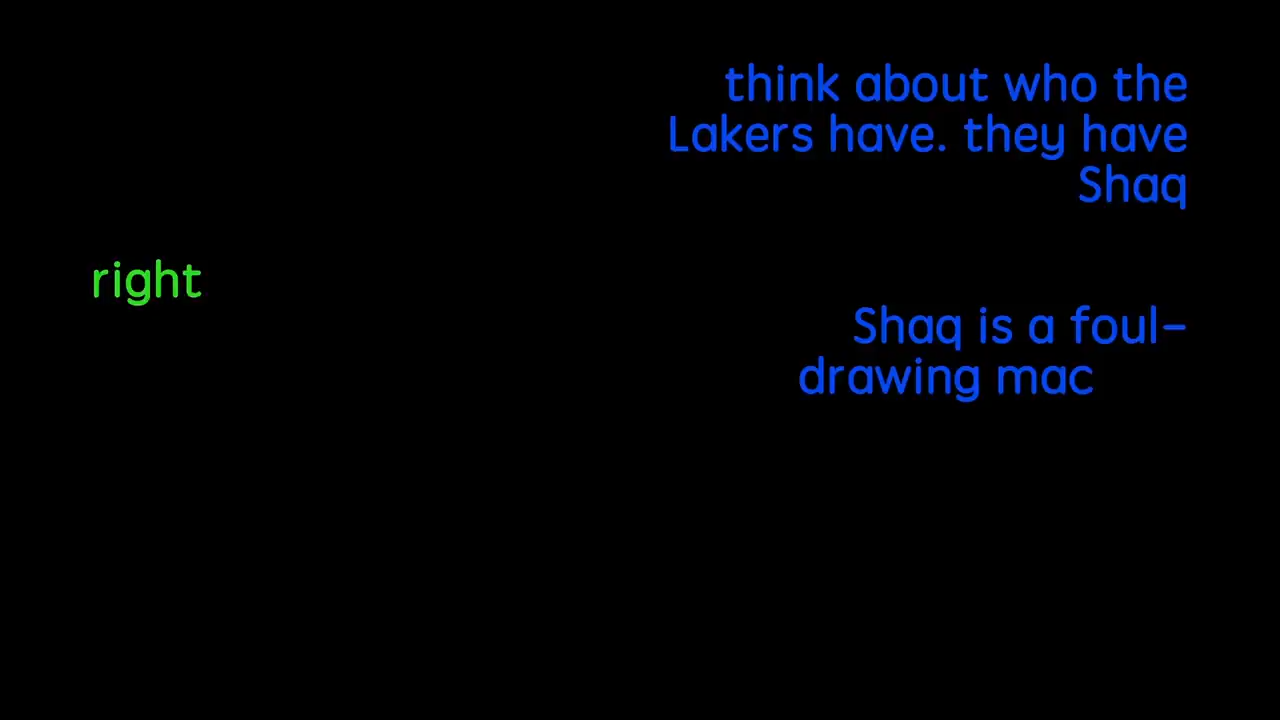 think about who the
Lakers have. they have
Shaq
right
Shaq is a foul-
drawing mac